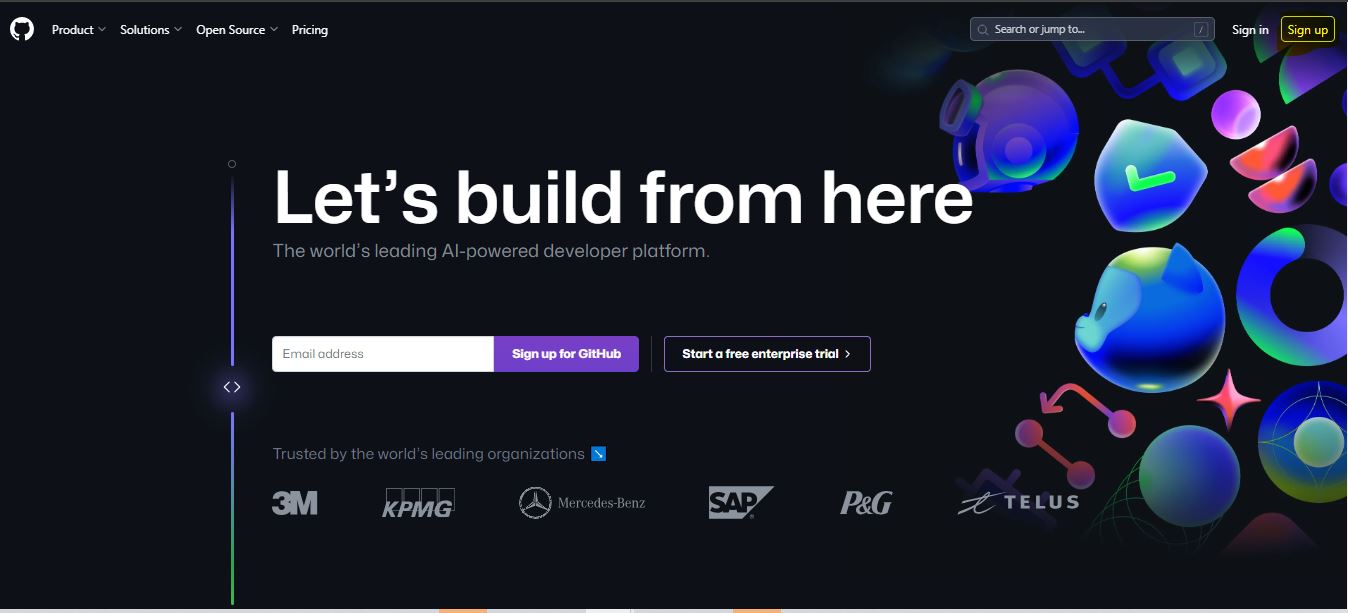 Product Solutions Open Source Pricing Search or jump to... / Sign in Sign up
Let’s build from here
The world’s leading AI-powered developer platform.
Email address Sign up for GitHub Start a free enterprise trial
Trusted by the world’s leading organizations
3M KPMG Mercedes-Benz SAP P&G TELUS